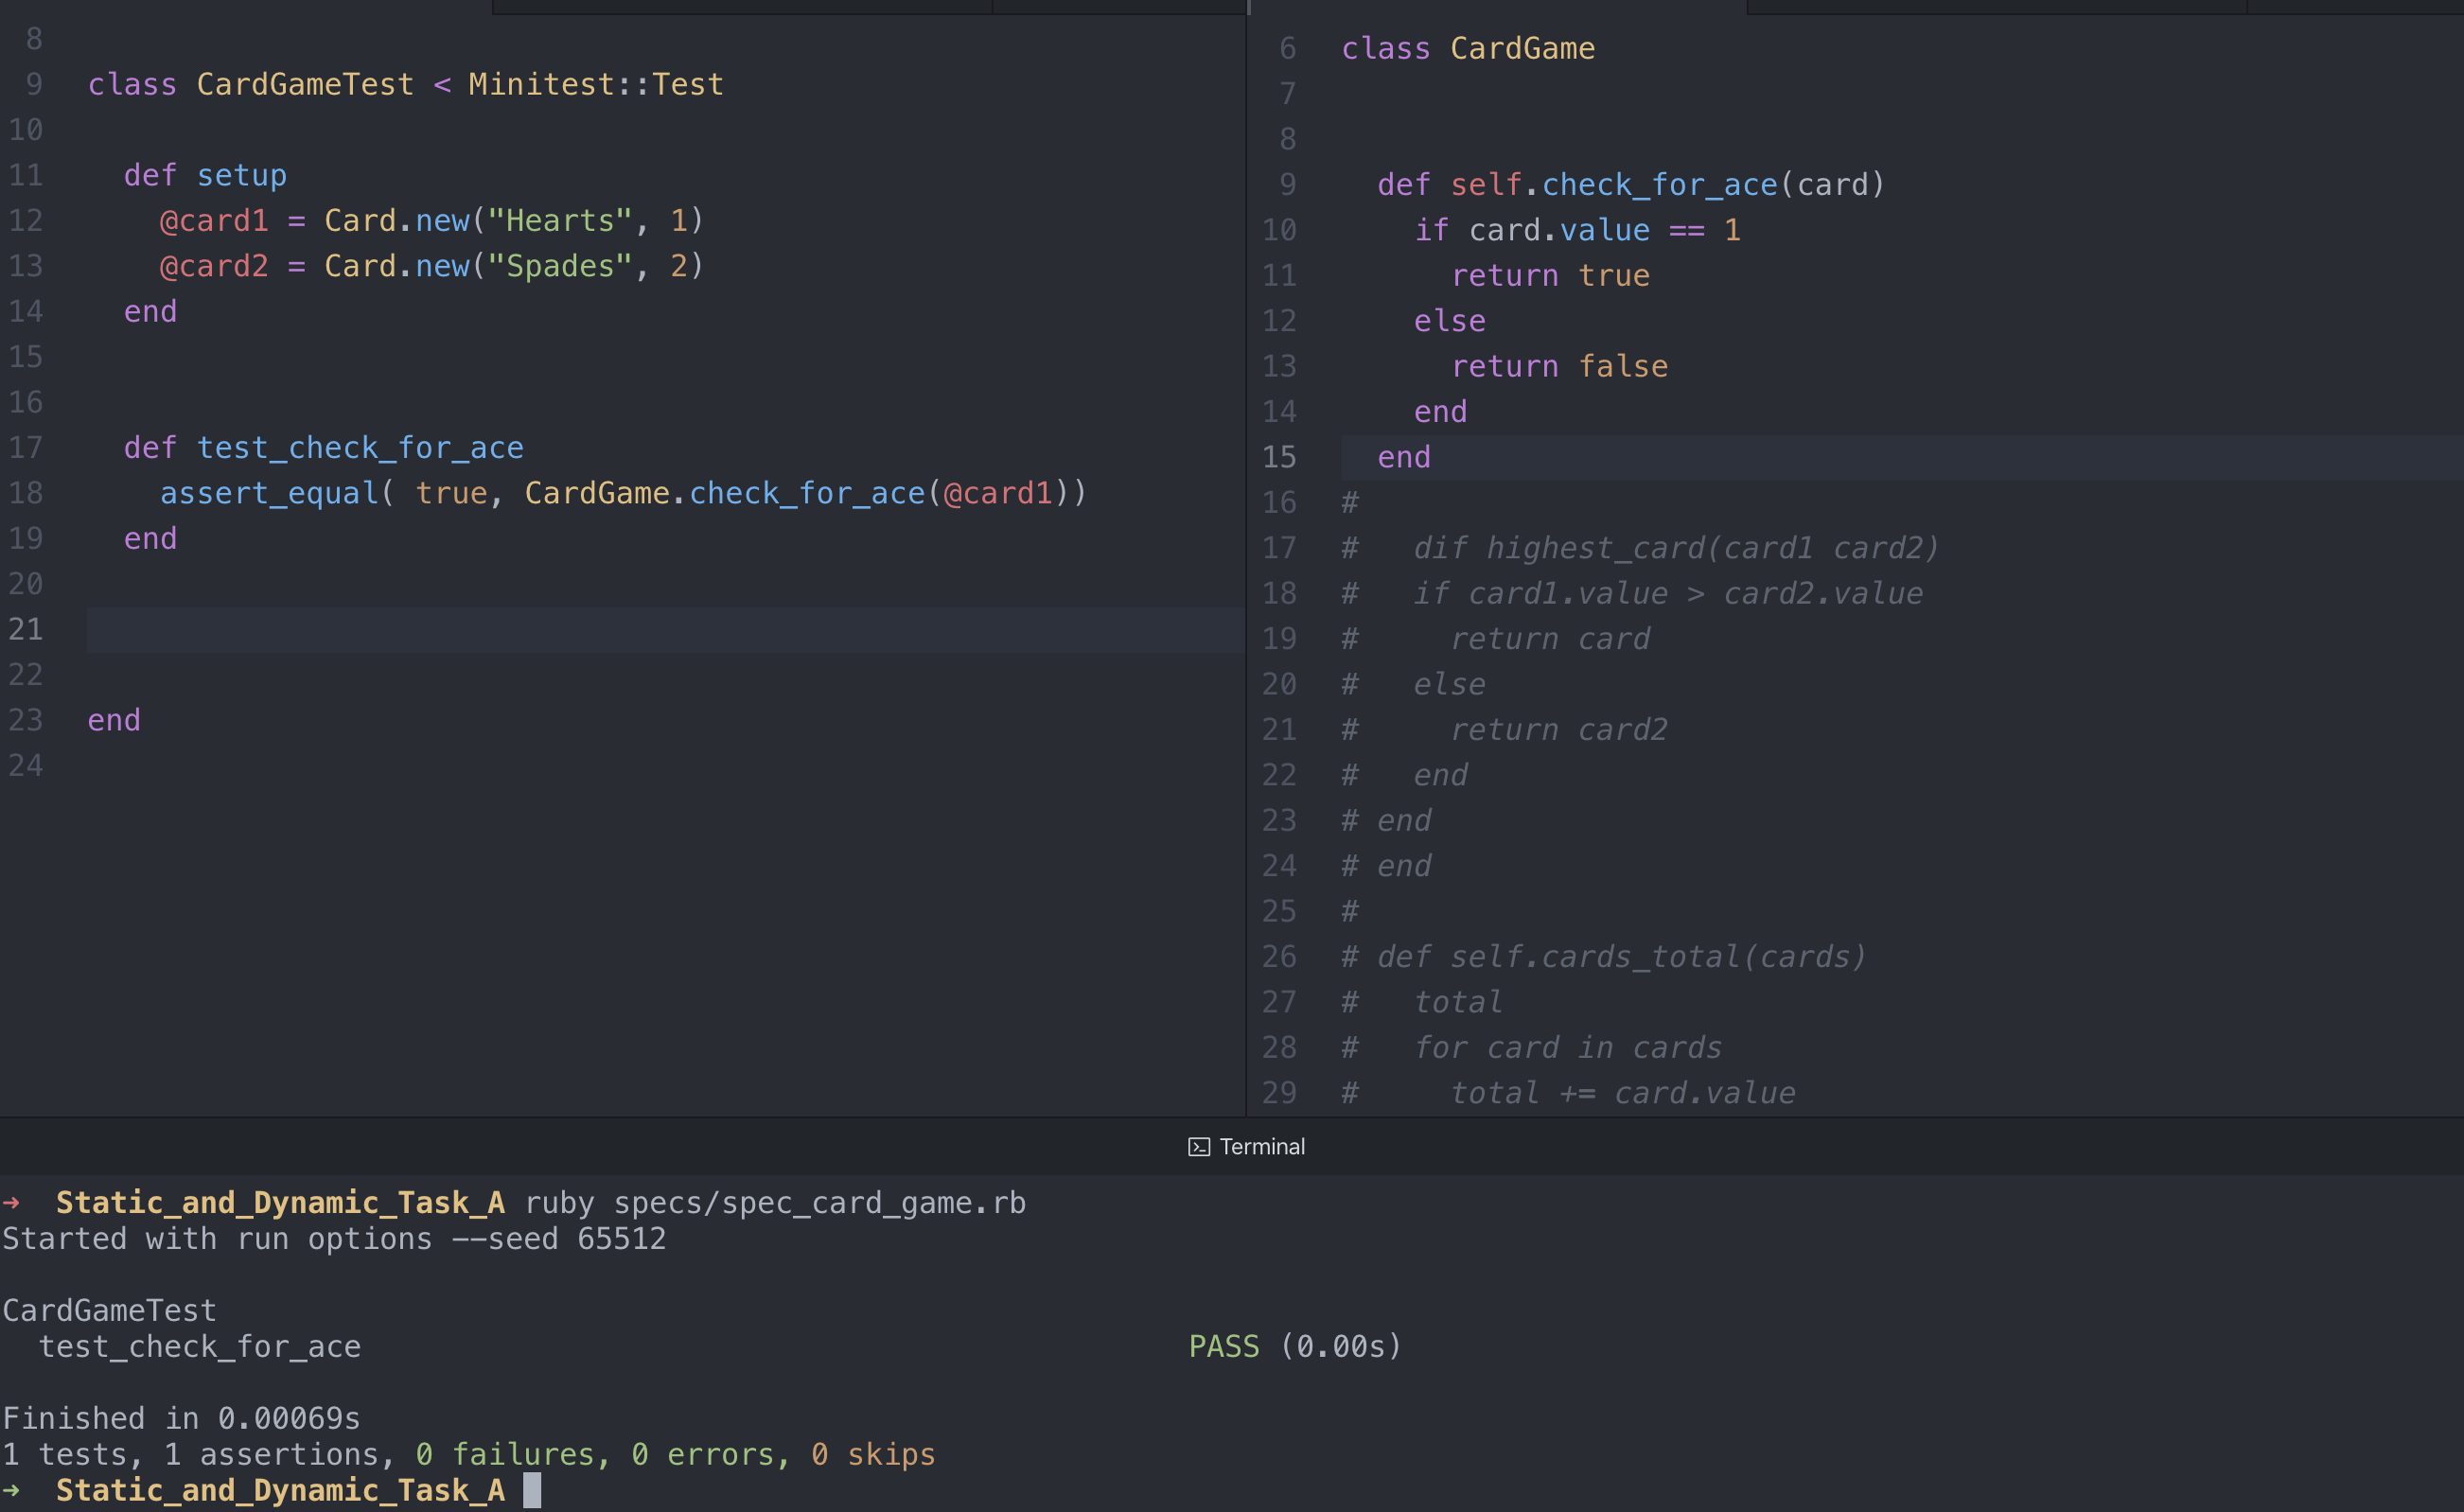 8
9 class CardGameTest < Minitest::Test
10
11 def setup
12 @card1 = Card.new("Hearts", 1)
13 @card2 = Card.new("Spades", 2)
14 end
15
16
17 def test_check_for_ace
18 assert_equal( true, CardGame.check_for_ace(@card1))
19 end
20
21
22
23 end
24
6 class CardGame
7
8
9 def self.check_for_ace(card)
10 if card.value == 1
11 return true
12 else
13 return false
14 end
15 end
16 #
17 # dif highest_card(card1 card2)
18 # if card1.value > card2.value
19 # return card
20 # else
21 # return card2
22 # end
23 # end
24 # end
25 #
26 # def self.cards_total(cards)
27 # total
28 # for card in cards
29 # total += card.value
Terminal
➜ Static_and_Dynamic_Task_A ruby specs/spec_card_game.rb
Started with run options --seed 65512
CardGameTest
test_check_for_ace PASS (0.00s)
Finished in 0.00069s
1 tests, 1 assertions, 0 failures, 0 errors, 0 skips
➜ Static_and_Dynamic_Task_A